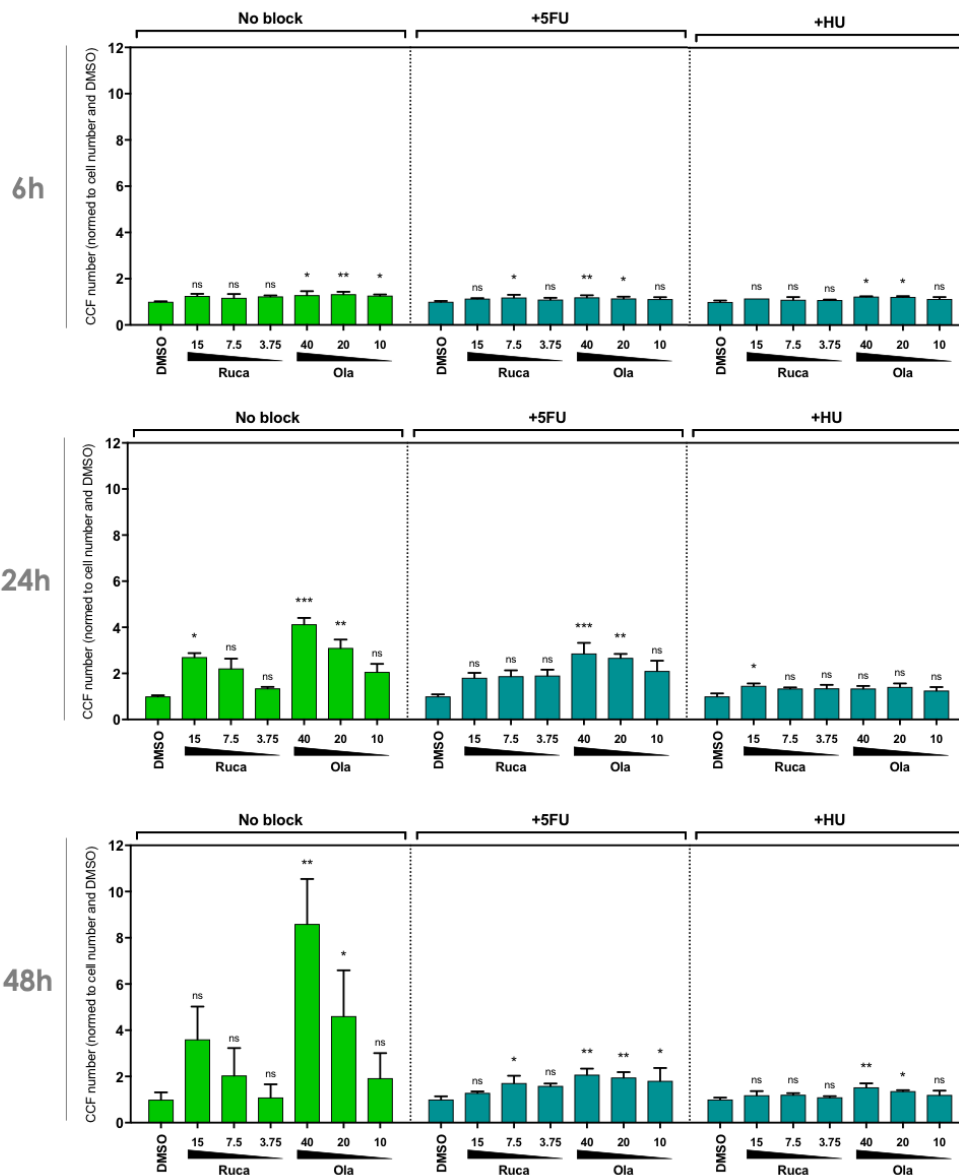 No block +5FU +HU
6h
CCF number (normed to cell number and DMSO)
12
10
8
6
4
2
0
ns ns ns * ** * ns * ns ** * ns ns ns ns * * ns
DMSO 15 7.5 3.75 40 20 10 DMSO 15 7.5 3.75 40 20 10 DMSO 15 7.5 3.75 40 20 10
Ruca Ola Ruca Ola Ruca Ola
No block +5FU +HU
24h
CCF number (normed to cell number and DMSO)
12
10
8
6
4
2
0
* ns ns *** ** ns ns ns ns *** ** ns * ns ns ns ns ns
DMSO 15 7.5 3.75 40 20 10 DMSO 15 7.5 3.75 40 20 10 DMSO 15 7.5 3.75 40 20 10
Ruca Ola Ruca Ola Ruca Ola
No block +5FU +HU
48h
CCF number (normed to cell number and DMSO)
12
10
8
6
4
2
0
ns ns ns ** * ns ns * ns ** ** * ns ns ns ** * ns
DMSO 15 7.5 3.75 40 20 10 DMSO 15 7.5 3.75 40 20 10 DMSO 15 7.5 3.75 40 20 10
Ruca Ola Ruca Ola Ruca Ola